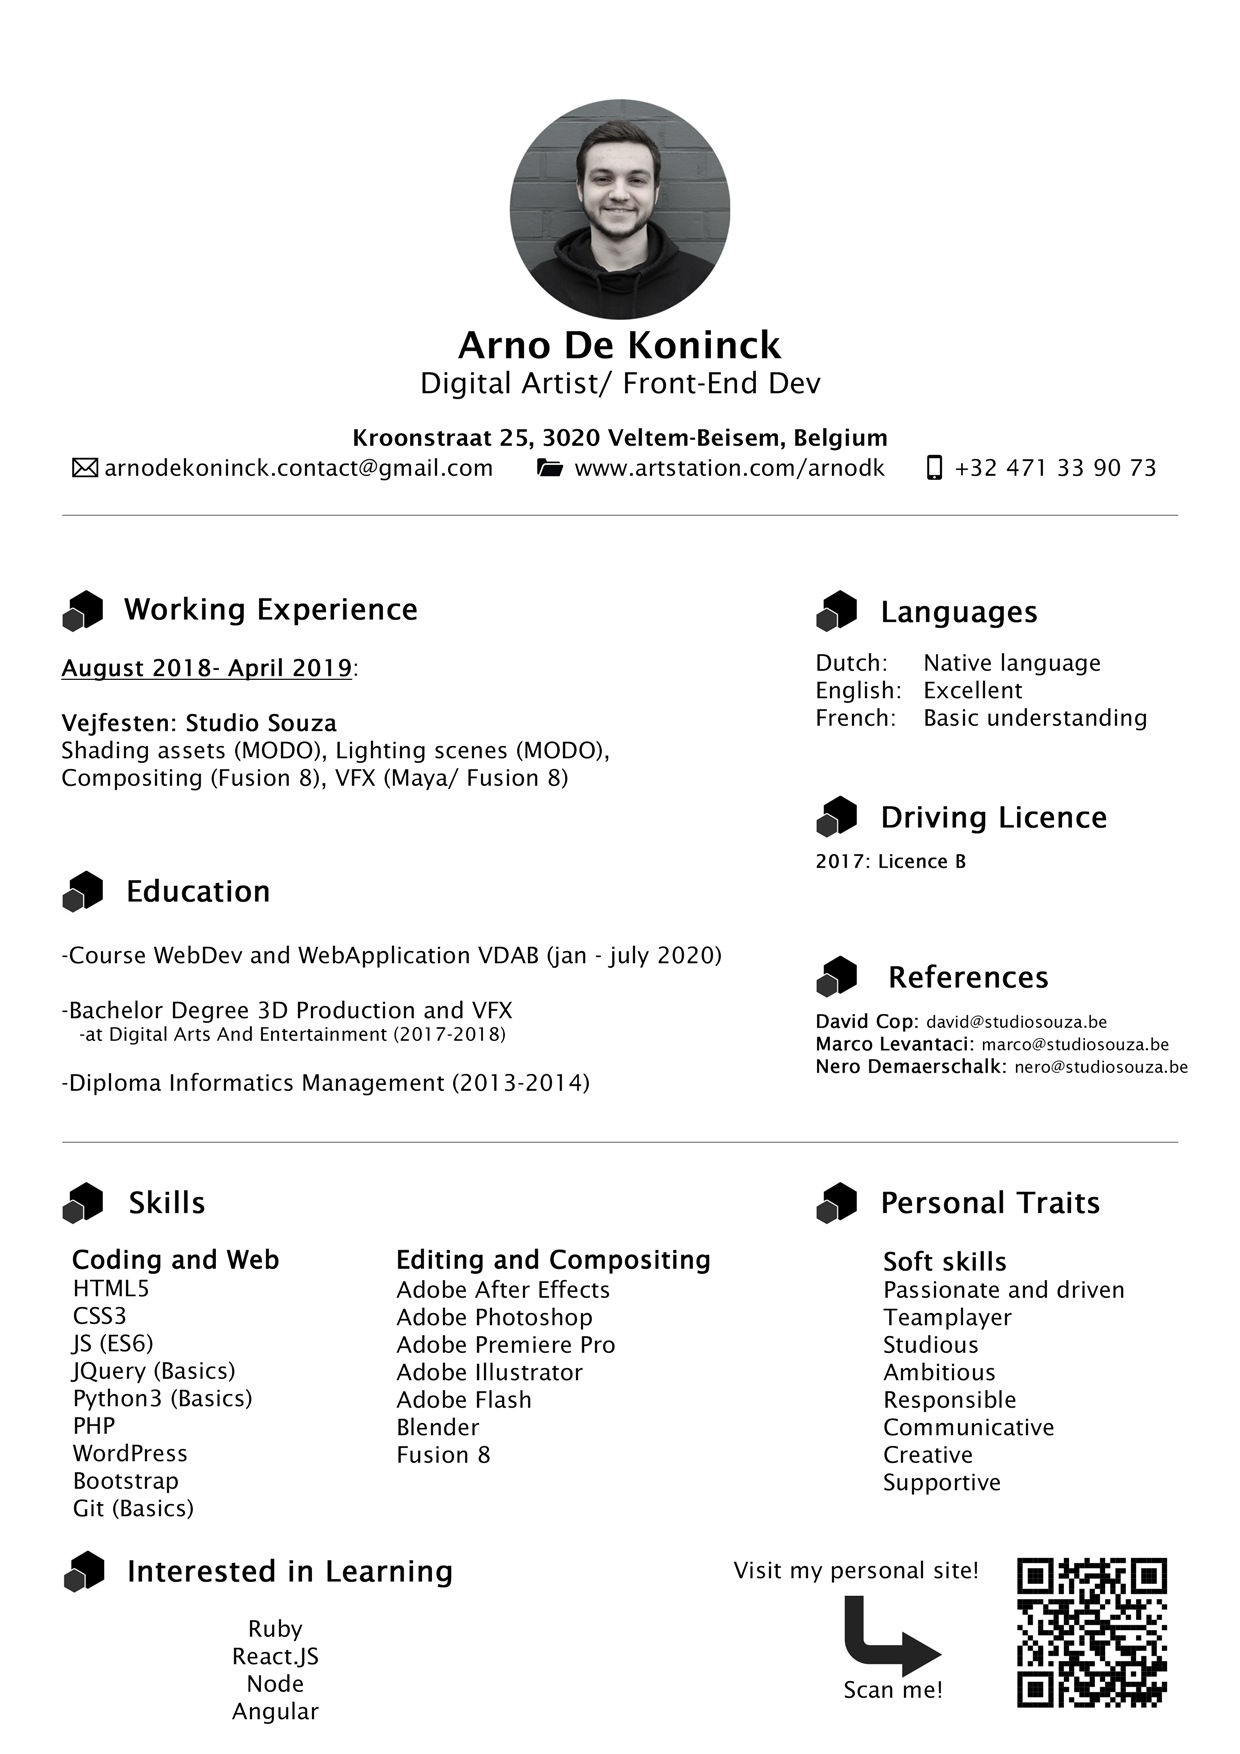 Arno De Koninck
Digital Artist/ Front-End Dev
Kroonstraat 25, 3020 Veltem-Beisem, Belgium
arnodekoninck.contact@gmail.com www.artstation.com/arnodk +32 471 33 90 73
Working Experience
August 2018- April 2019:
Vejfesten: Studio Souza
Shading assets (MODO), Lighting scenes (MODO),
Compositing (Fusion 8), VFX (Maya/ Fusion 8)
Education
-Course WebDev and WebApplication VDAB (jan - july 2020)
-Bachelor Degree 3D Production and VFX
-at Digital Arts And Entertainment (2017-2018)
-Diploma Informatics Management (2013-2014)
Languages
Dutch: Native language
English: Excellent
French: Basic understanding
Driving Licence
2017: Licence B
References
David Cop: david@studiosouza.be
Marco Levantaci: marco@studiosouza.be
Nero Demaerschalk: nero@studiosouza.be
Skills
Coding and Web
HTML5
CSS3
JS (ES6)
JQuery (Basics)
Python3 (Basics)
PHP
WordPress
Bootstrap
Git (Basics)
Editing and Compositing
Adobe After Effects
Adobe Photoshop
Adobe Premiere Pro
Adobe Illustrator
Adobe Flash
Blender
Fusion 8
Personal Traits
Soft skills
Passionate and driven
Teamplayer
Studious
Ambitious
Responsible
Communicative
Creative
Supportive
Interested in Learning
Ruby
React.JS
Node
Angular
Visit my personal site!
Scan me!